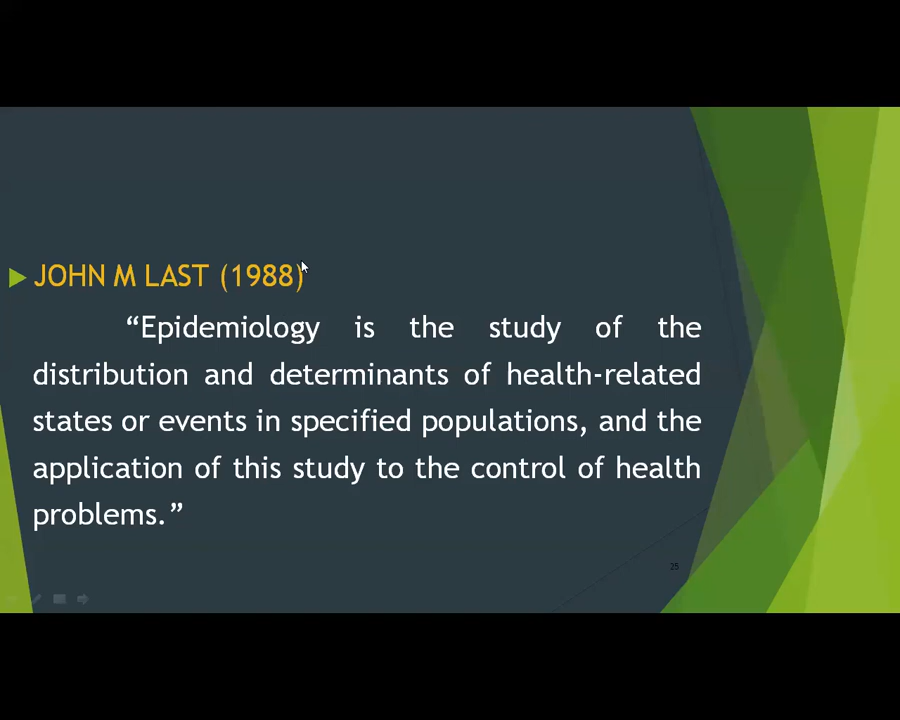 JOHN M LAST (1988)
“Epidemiology is the study of the
distribution and determinants of health-related
states or events in specified populations, and the
application of this study to the control of health
problems.”
25